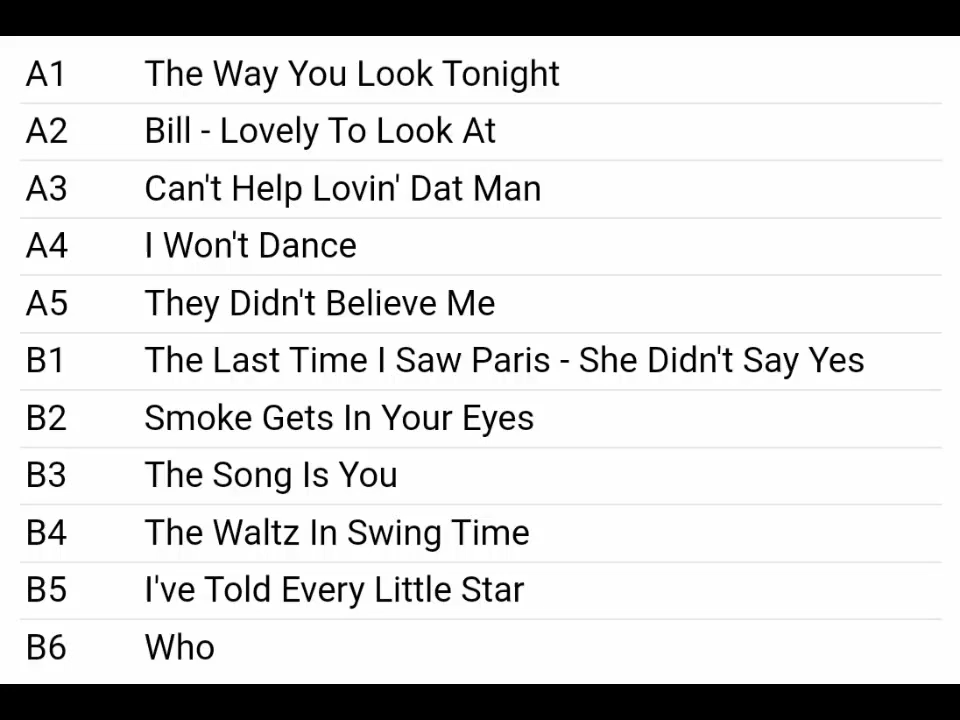 A1 The Way You Look Tonight
A2 Bill - Lovely To Look At
A3 Can't Help Lovin' Dat Man
A4 I Won't Dance
A5 They Didn't Believe Me
B1 The Last Time I Saw Paris - She Didn't Say Yes
B2 Smoke Gets In Your Eyes
B3 The Song Is You
B4 The Waltz In Swing Time
B5 I've Told Every Little Star
B6 Who